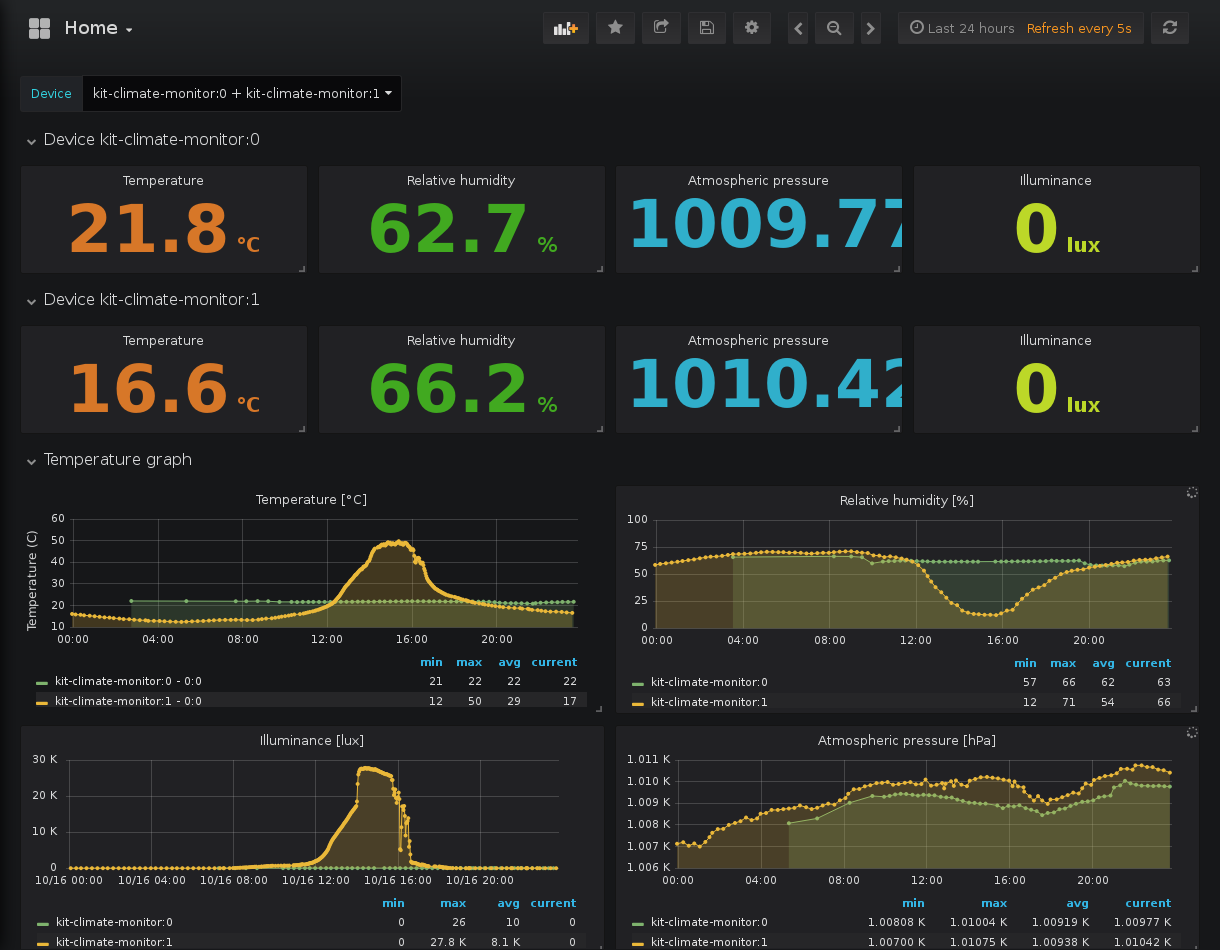 Home
Last 24 hours Refresh every 5s
Device kit-climate-monitor:0 + kit-climate-monitor:1
Device kit-climate-monitor:0
Temperature Relative humidity Atmospheric pressure Illuminance
21.8 °C 62.7 % 1009.77 0 lux
Device kit-climate-monitor:1
Temperature Relative humidity Atmospheric pressure Illuminance
16.6 °C 66.2 % 1010.42 0 lux
Temperature graph
Temperature [°C]
Temperature (C)
60
50
40
30
20
10
00:00 04:00 08:00 12:00 16:00 20:00
min max avg current
kit-climate-monitor:0 - 0:0 21 22 22 22
kit-climate-monitor:1 - 0:0 12 50 29 17
Relative humidity [%]
100
75
50
25
0
00:00 04:00 08:00 12:00 16:00 20:00
min max avg current
kit-climate-monitor:0 57 66 62 63
kit-climate-monitor:1 12 71 54 66
Illuminance [lux]
30 K
20 K
10 K
0
10/16 00:00 10/16 04:00 10/16 08:00 10/16 12:00 10/16 16:00 10/16 20:00
min max avg current
kit-climate-monitor:0 0 26 10 0
kit-climate-monitor:1 0 27.8 K 8.1 K 0
Atmospheric pressure [hPa]
1.011 K
1.010 K
1.009 K
1.008 K
1.007 K
1.006 K
00:00 04:00 08:00 12:00 16:00 20:00
min max avg current
kit-climate-monitor:0 1.00808 K 1.01004 K 1.00919 K 1.00977 K
kit-climate-monitor:1 1.00700 K 1.01075 K 1.00938 K 1.01042 K